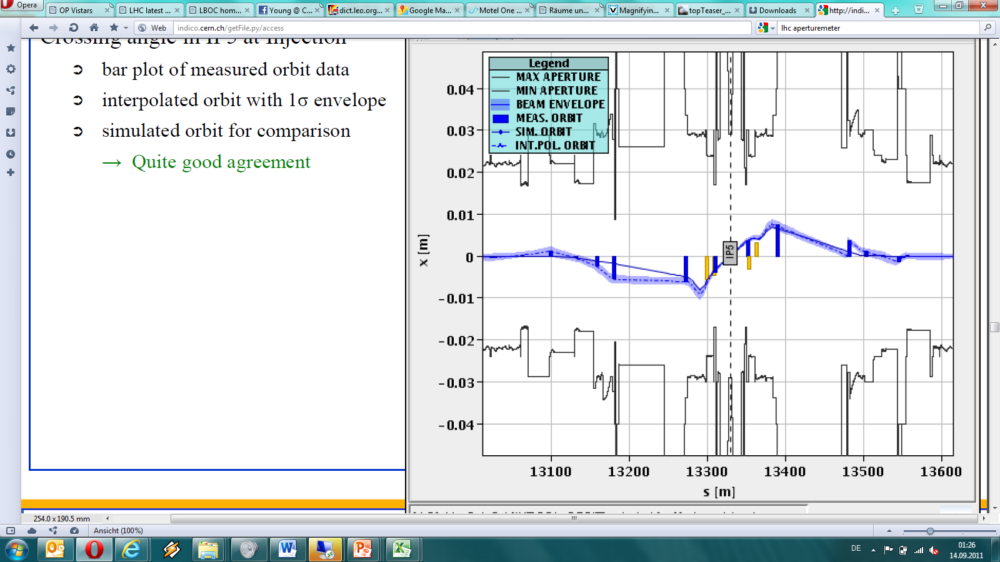 Opera
OP Vistars
LHC latest ...
LBOC hom...
Young @ C...
dict.leo.org...
Google Ma...
Motel One ...
Räume un...
Magnifyin...
topTeaser_...
Downloads
http://indi...
Web
indico.cern.ch/getFile.py/access
lhc aperturemeter
Crossing angle in IP5 at Injection
bar plot of measured orbit data
interpolated orbit with 1σ envelope
simulated orbit for comparison
→ Quite good agreement
Legend
MAX APERTURE
MIN APERTURE
BEAM ENVELOPE
MEAS. ORBIT
SIM. ORBIT
INT.POL. ORBIT
0.04
0.03
0.02
0.01
0
-0.01
-0.02
-0.03
-0.04
x [m]
IP5
13100
13200
13300
13400
13500
13600
s [m]
254.0 x 190.5 mm
Ansicht (100%)
DE
01:26
14.09.2011